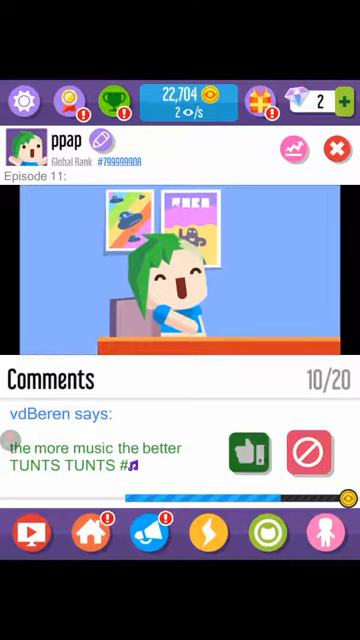 22,704
2 /s
2
ppap
Global Rank #799999908
Episode 11:
Comments
10/20
vdBeren says:
the more music the better
TUNTS TUNTS #🎵